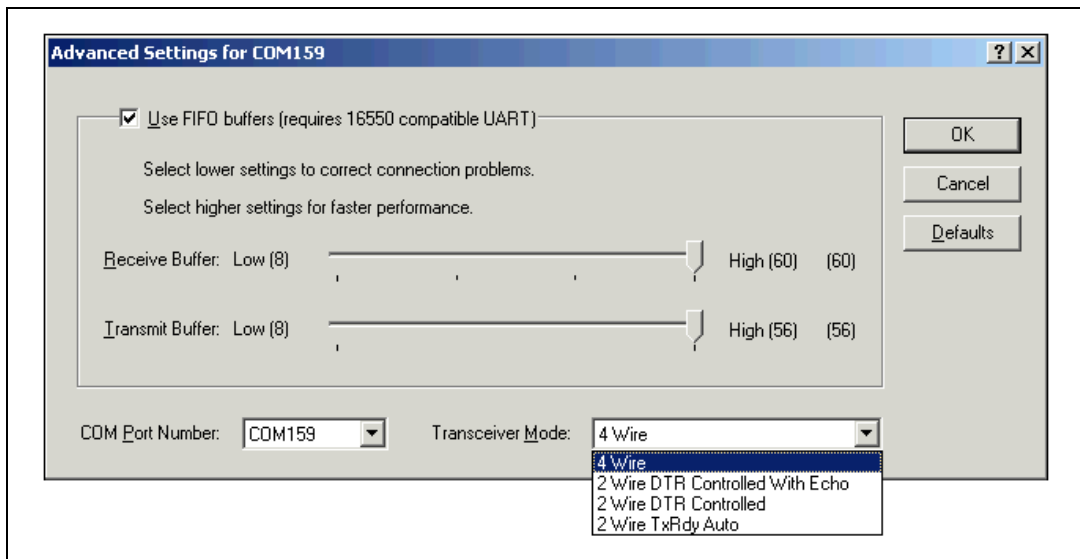 Advanced Settings for COM159
Use FIFO buffers (requires 16550 compatible UART)
OK
Select lower settings to correct connection problems.
Cancel
Select higher settings for faster performance.
Defaults
Receive Buffer: Low (8) High (60) (60)
Transmit Buffer: Low (8) High (56) (56)
COM Port Number: COM159 Transceiver Mode: 4 Wire
4 Wire
2 Wire DTR Controlled With Echo
2 Wire DTR Controlled
2 Wire TxRdy Auto